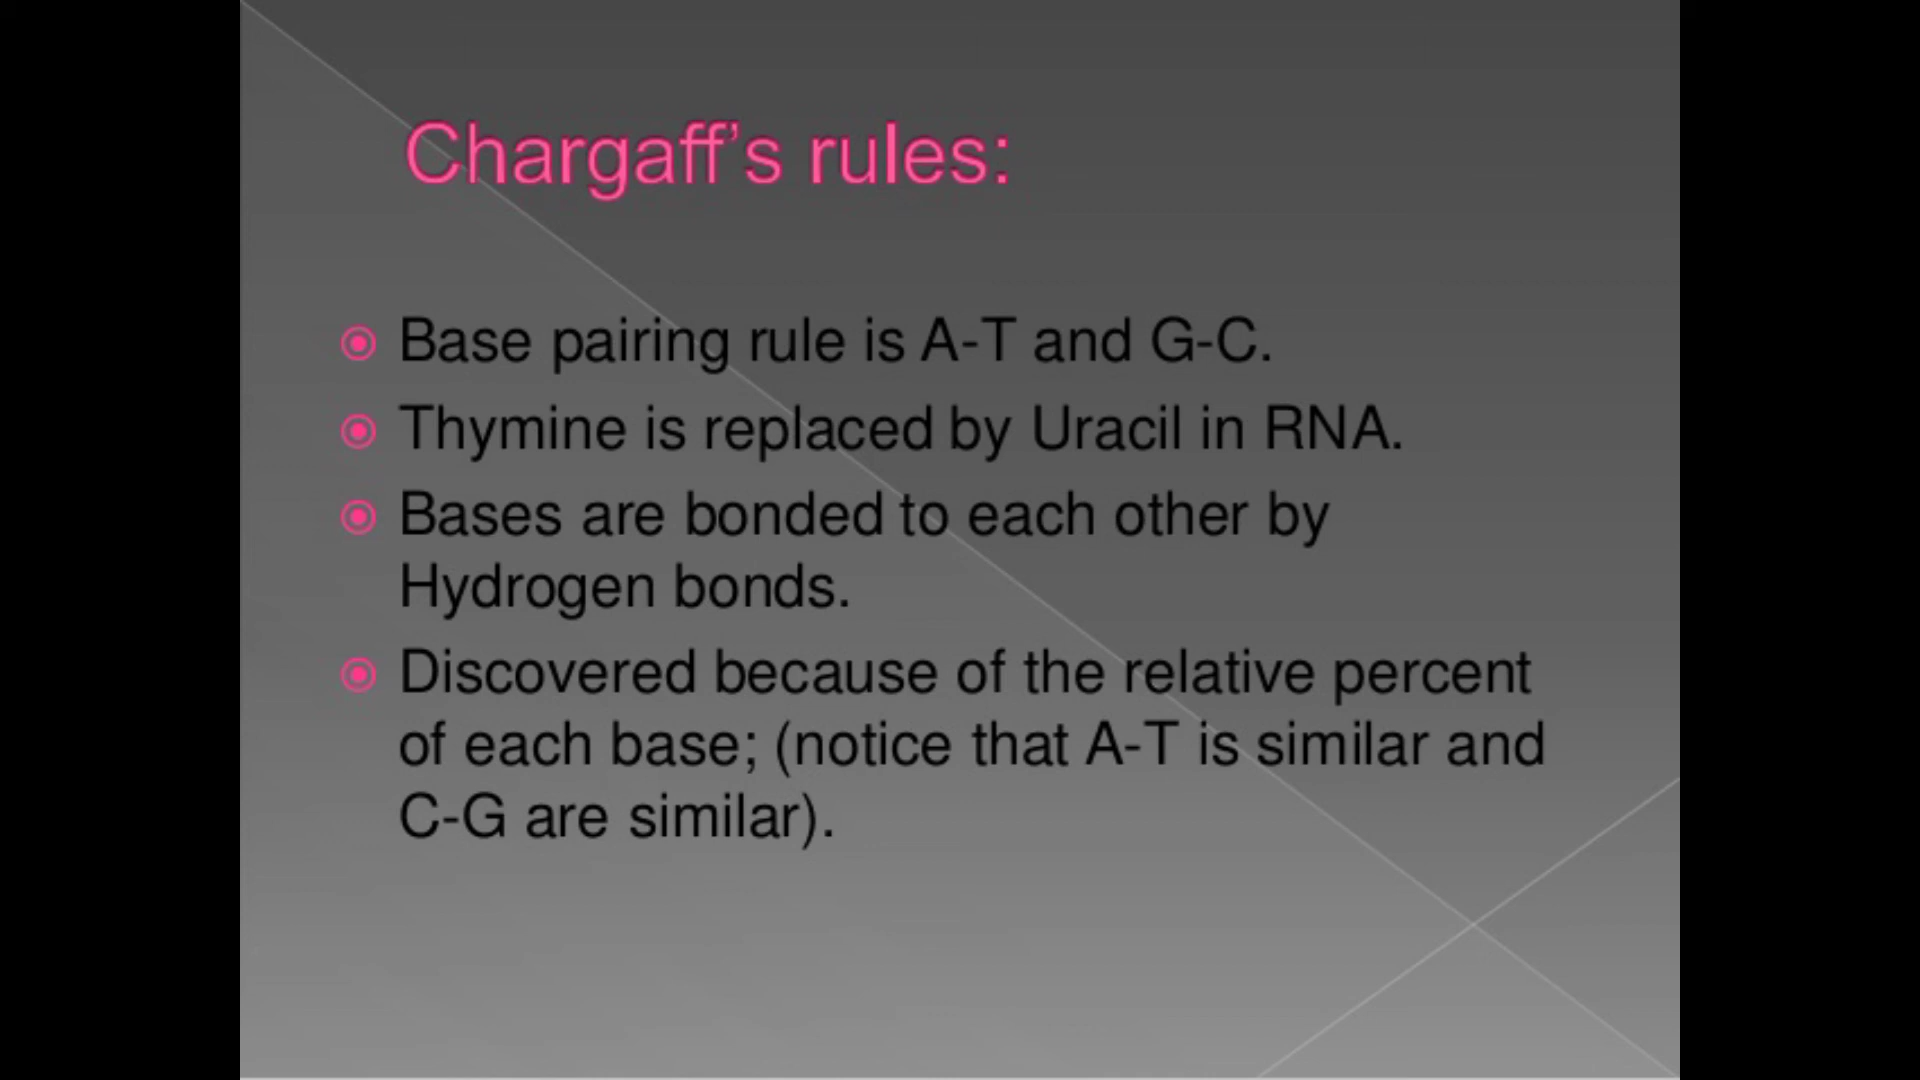 Chargaff’s rules:
Base pairing rule is A-T and G-C.
Thymine is replaced by Uracil in RNA.
Bases are bonded to each other by
Hydrogen bonds.
Discovered because of the relative percent
of each base; (notice that A-T is similar and
C-G are similar).